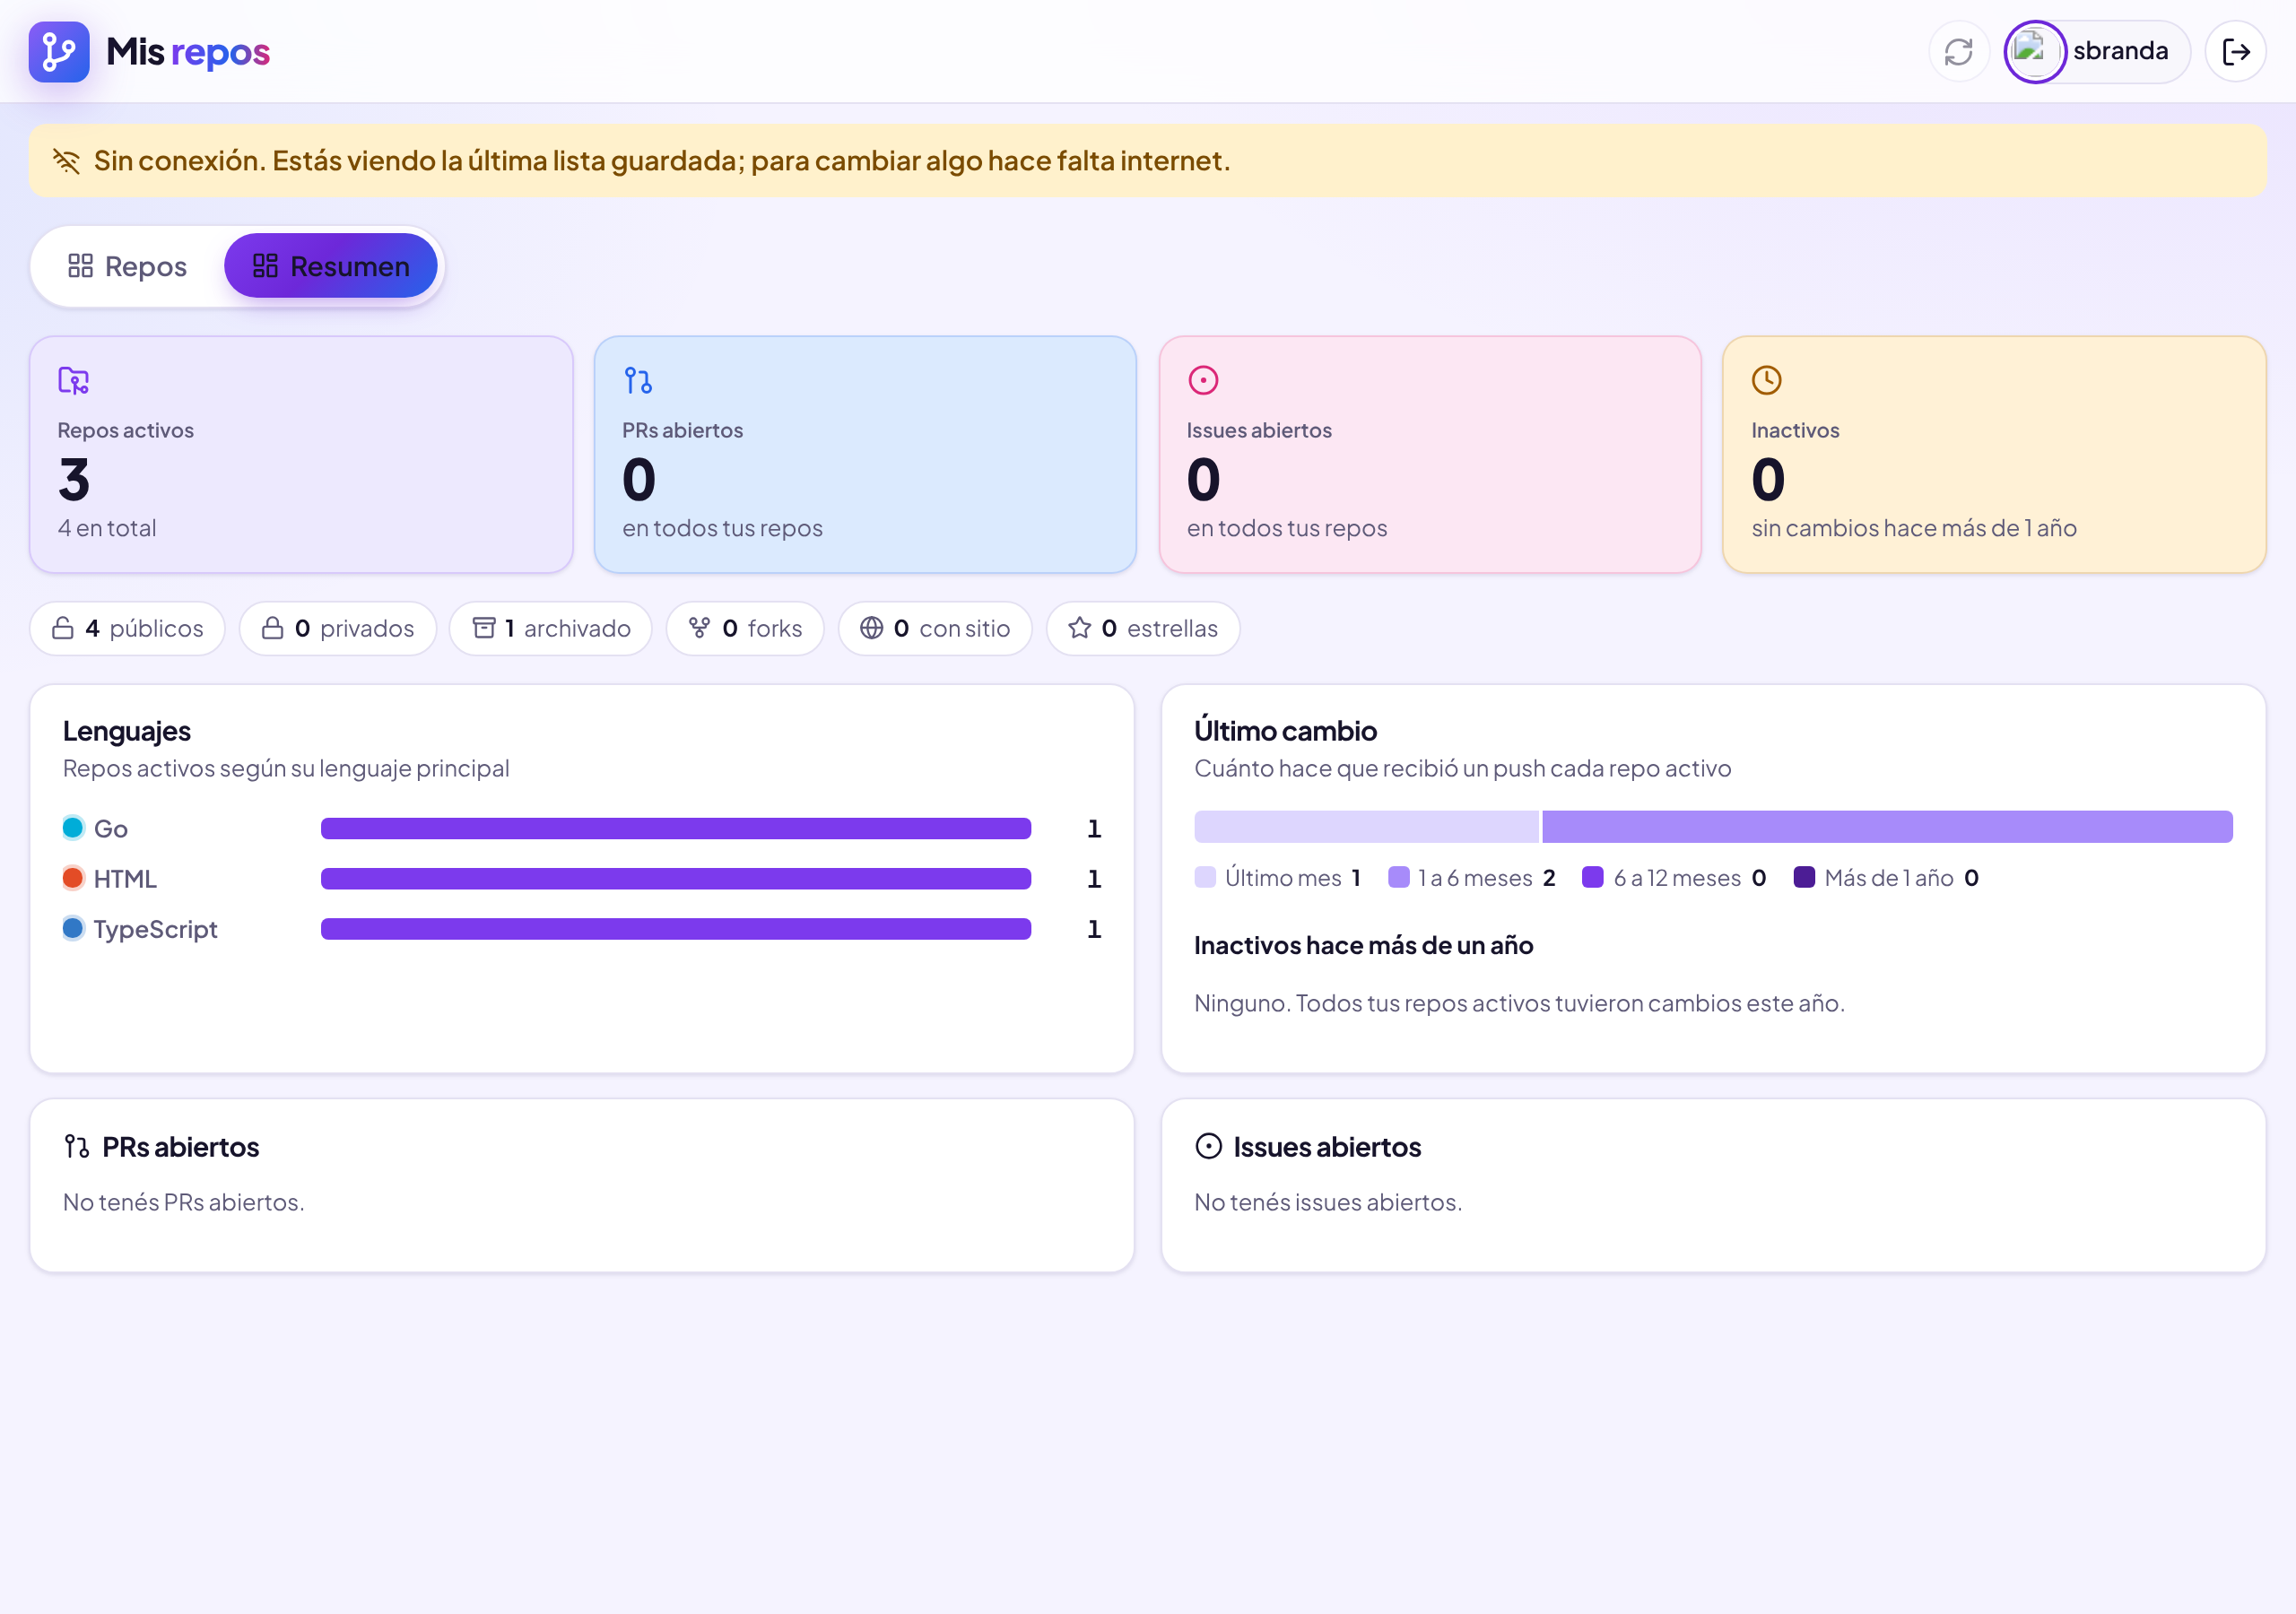 Mis repos
sbranda
Sin conexión. Estás viendo la última lista guardada; para cambiar algo hace falta internet.
Repos
Resumen
Repos activos
3
4 en total
PRs abiertos
0
en todos tus repos
Issues abiertos
0
en todos tus repos
Inactivos
0
sin cambios hace más de 1 año
4 públicos
0 privados
1 archivado
0 forks
0 con sitio
0 estrellas
Lenguajes
Repos activos según su lenguaje principal
Go 1
HTML 1
TypeScript 1
Último cambio
Cuánto hace que recibió un push cada repo activo
Último mes 1 1 a 6 meses 2 6 a 12 meses 0 Más de 1 año 0
Inactivos hace más de un año
Ninguno. Todos tus repos activos tuvieron cambios este año.
PRs abiertos
No tenés PRs abiertos.
Issues abiertos
No tenés issues abiertos.